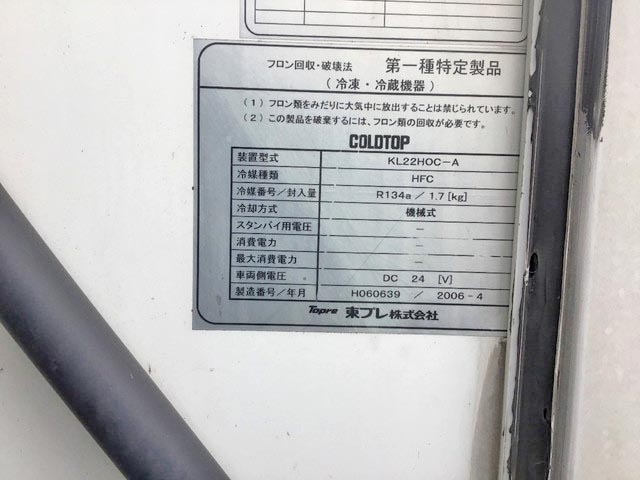 フロン回収・破壊法 第一種特定製品
（冷凍・冷蔵機器）
（１）フロン類をみだりに大気中に放出することは禁じられています。
（２）この製品を破棄するには、フロン類の回収が必要です。
COLDTOP
装置型式 KL22HOC-A
冷媒種類 HFC
冷媒番号／封入量 R134a ／ 1.7 [kg]
冷却方式 機械式
スタンバイ用電圧 －
消費電力 －
最大消費電力 －
車両側電圧 DC 24 [V]
製造番号／年月 H060639 ／ 2006-4
Topre 東プレ株式会社